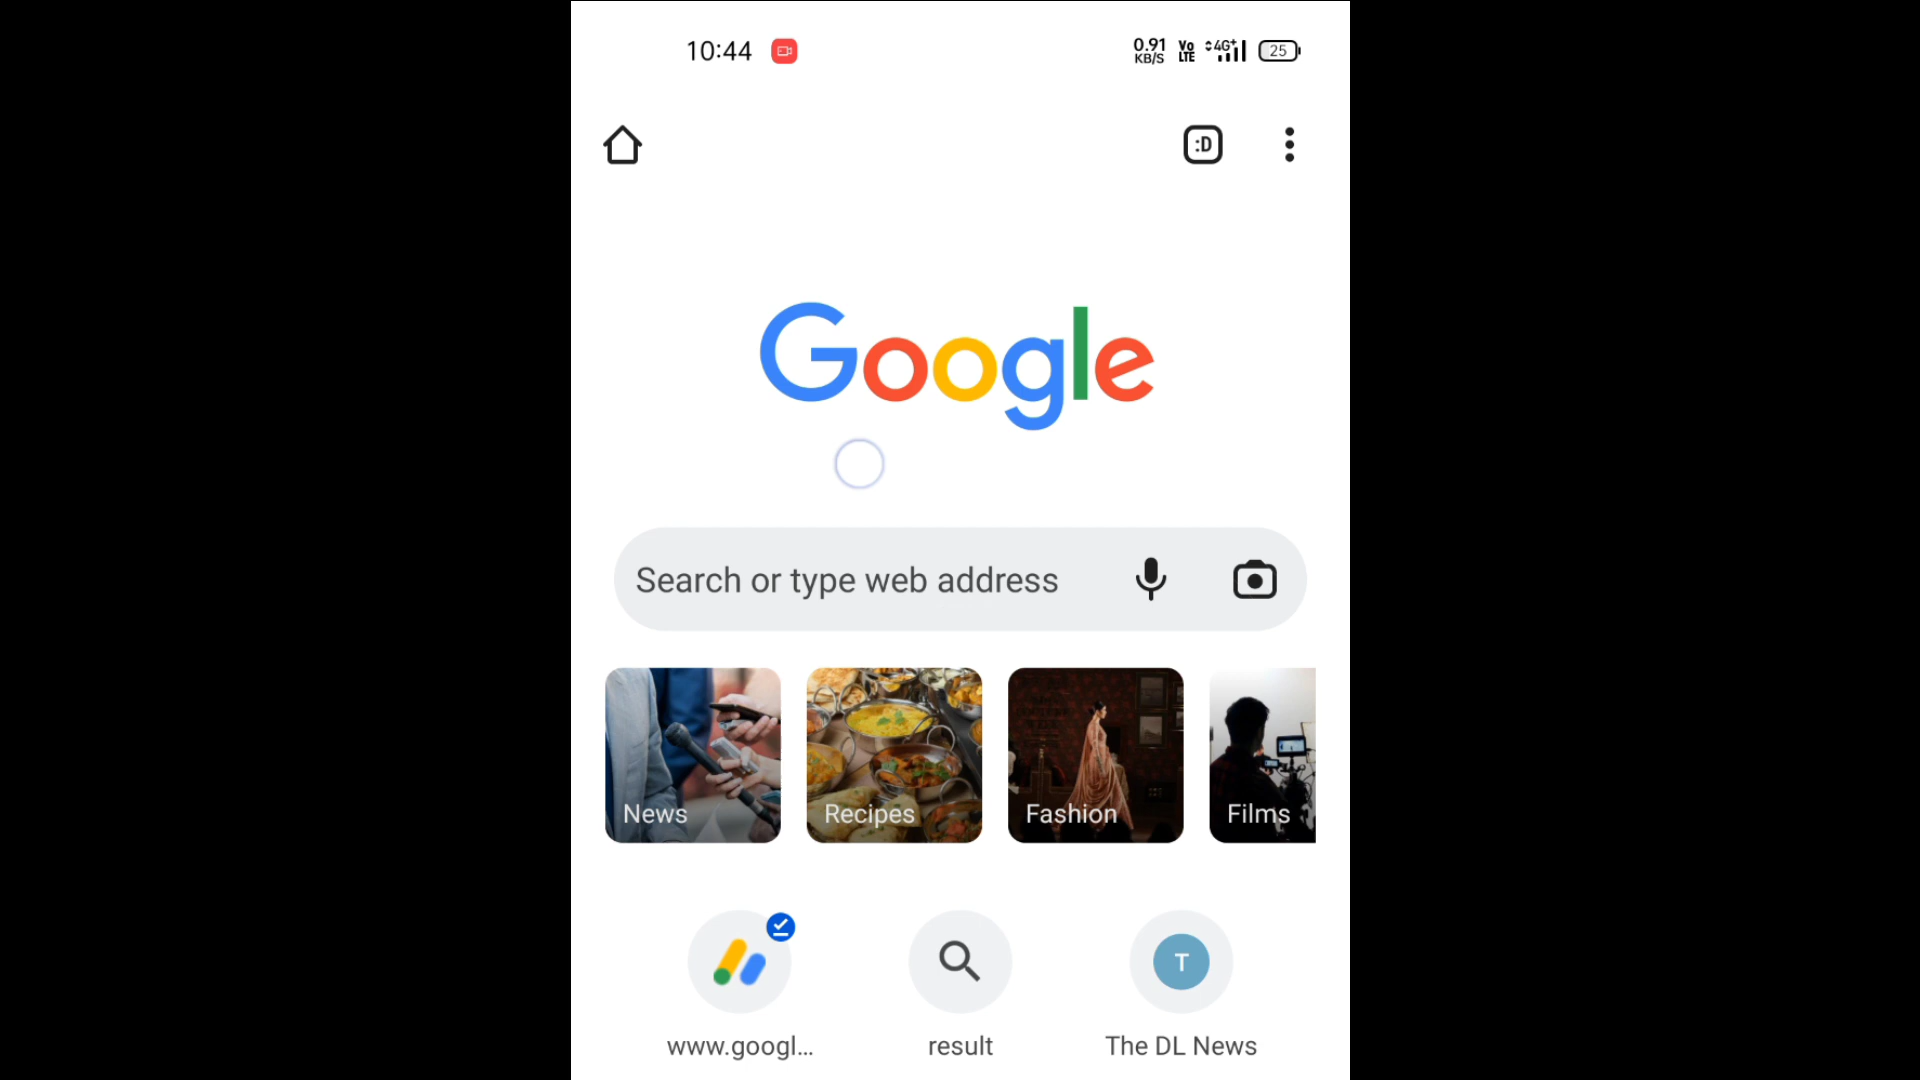 10:44
0.91
KB/S
Vo
LTE
4G+
25
:D
Google
Search or type web address
News
Recipes
Fashion
Films
T
www.googl...
result
The DL News